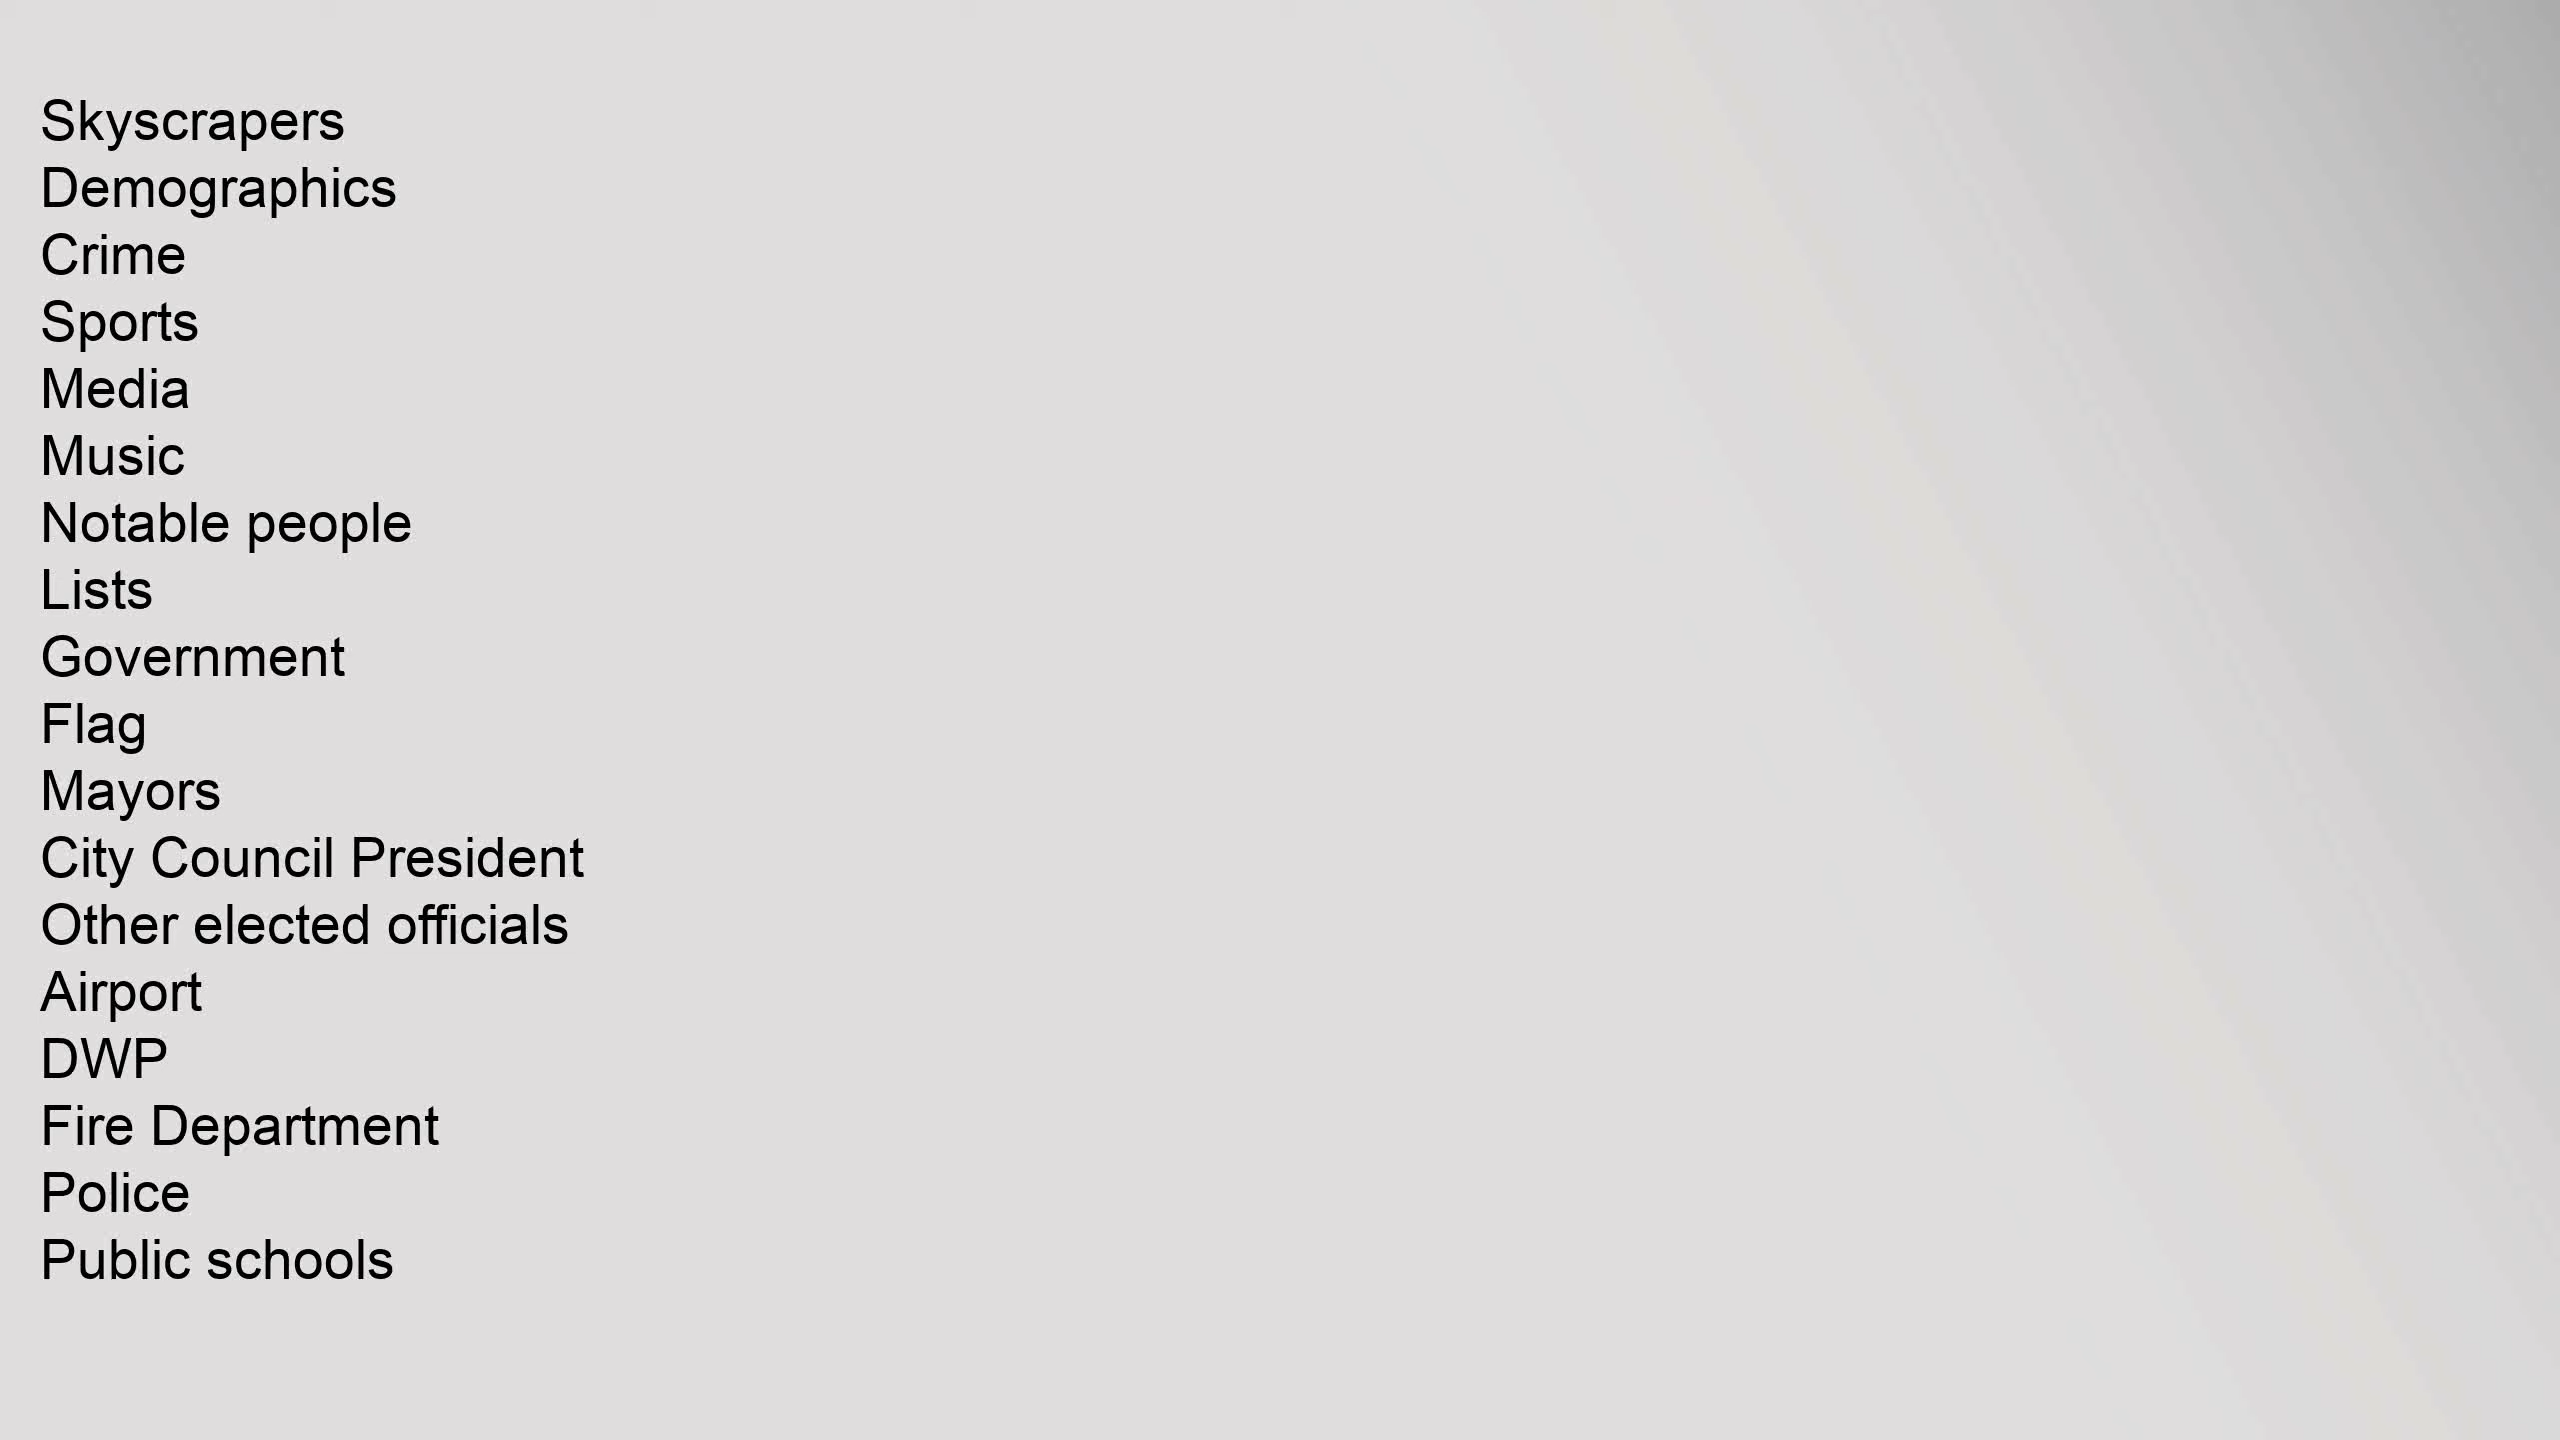 Skyscrapers
Demographics
Crime
Sports
Media
Music
Notable people
Lists
Government
Flag
Mayors
City Council President
Other elected officials
Airport
DWP
Fire Department
Police
Public schools